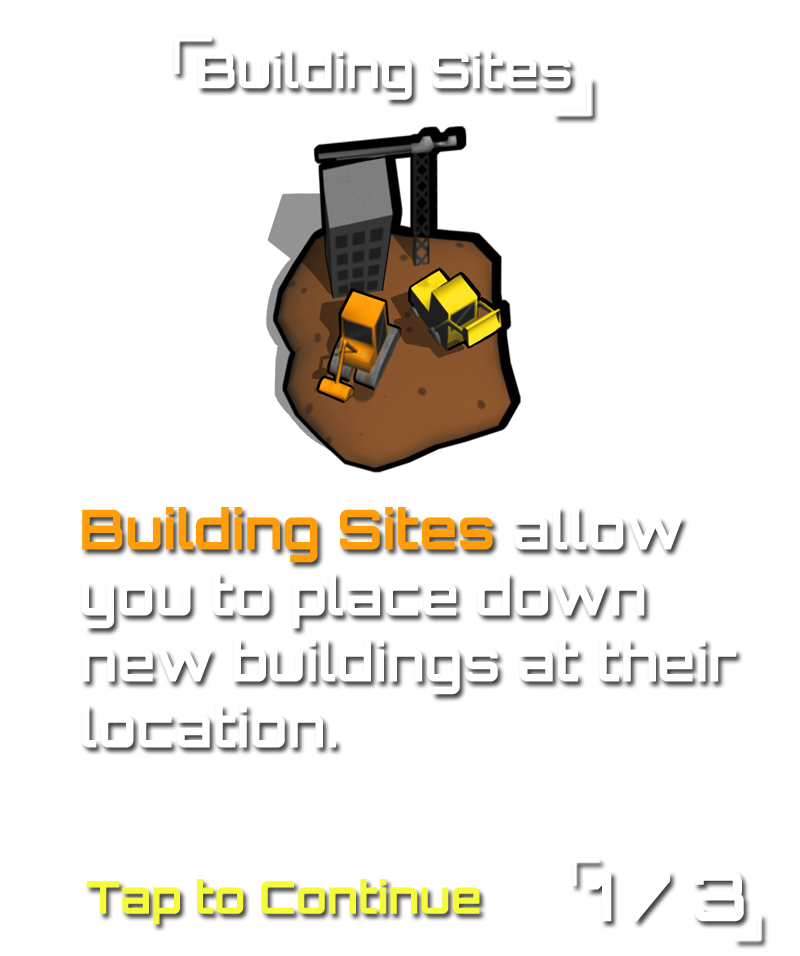 Building Sites
Building Sites allow
you to place down
new buildings at their
location.
Tap to Continue
1 / 3